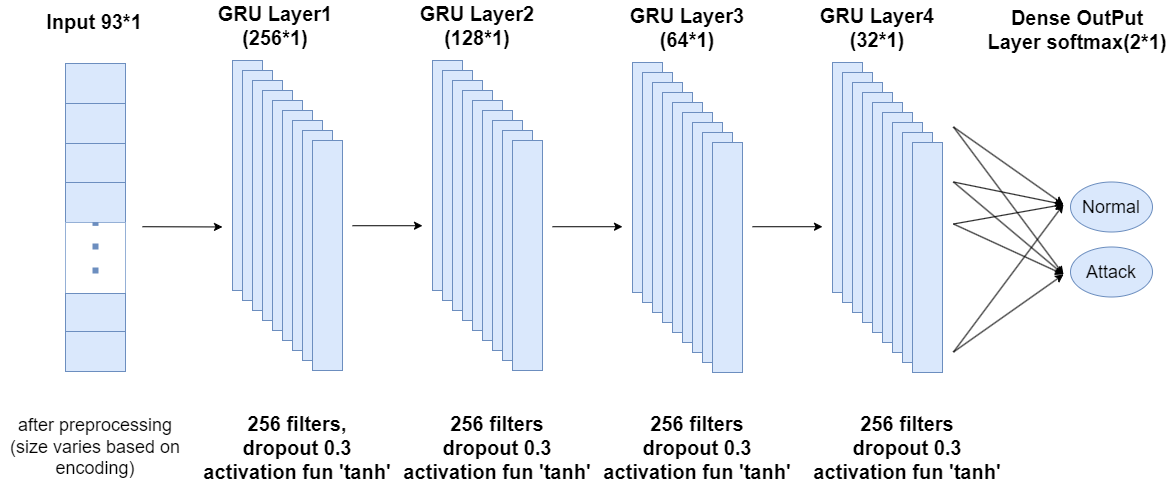 Input 93*1
GRU Layer1
(256*1)
GRU Layer2
(128*1)
GRU Layer3
(64*1)
GRU Layer4
(32*1)
Dense OutPut
Layer softmax(2*1)
Normal
Attack
after preprocessing
(size varies based on
encoding)
256 filters,
dropout 0.3
activation fun 'tanh'
256 filters
dropout 0.3
activation fun 'tanh'
256 filters
dropout 0.3
activation fun 'tanh'
256 filters
dropout 0.3
activation fun 'tanh'